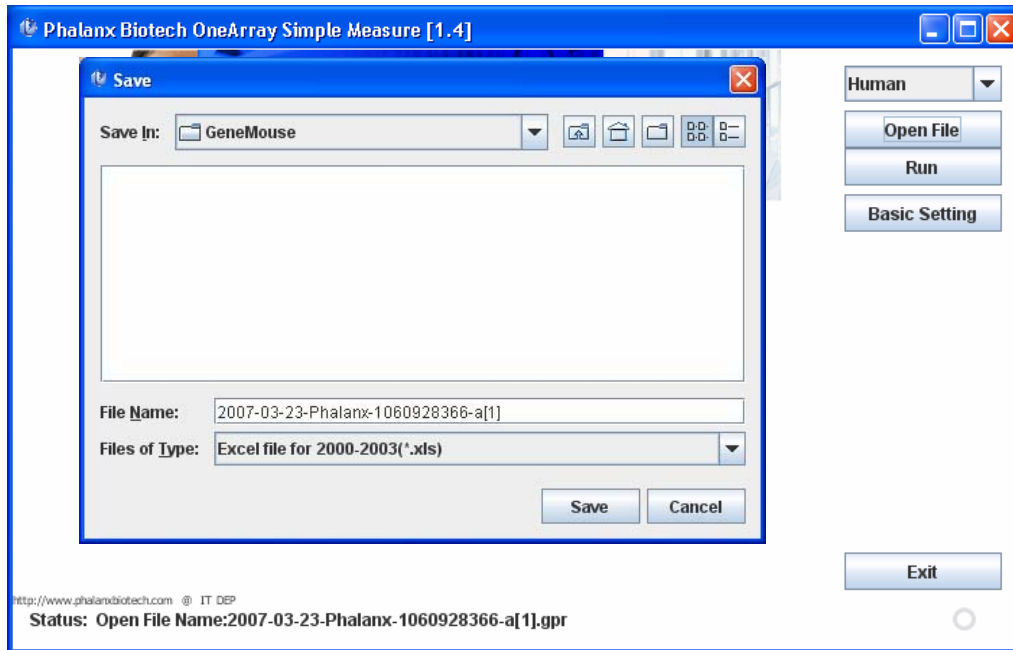 Phalanx Biotech OneArray Simple Measure [1.4]
Save
Save In: GeneMouse
File Name: 2007-03-23-Phalanx-1060928366-a[1]
Files of Type: Excel file for 2000-2003(*.xls)
Save Cancel
Human
Open File
Run
Basic Setting
Exit
http://www.phalanxbiotech.com @ IT DEP
Status: Open File Name:2007-03-23-Phalanx-1060928366-a[1].gpr